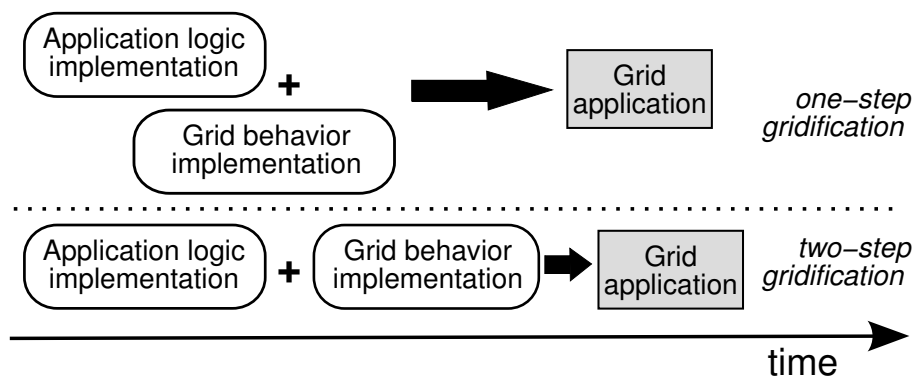 Application logic
implementation
+
Grid behavior
implementation
Grid
application
one−step
gridification
Application logic
implementation
+
Grid behavior
implementation
Grid
application
two−step
gridification
time